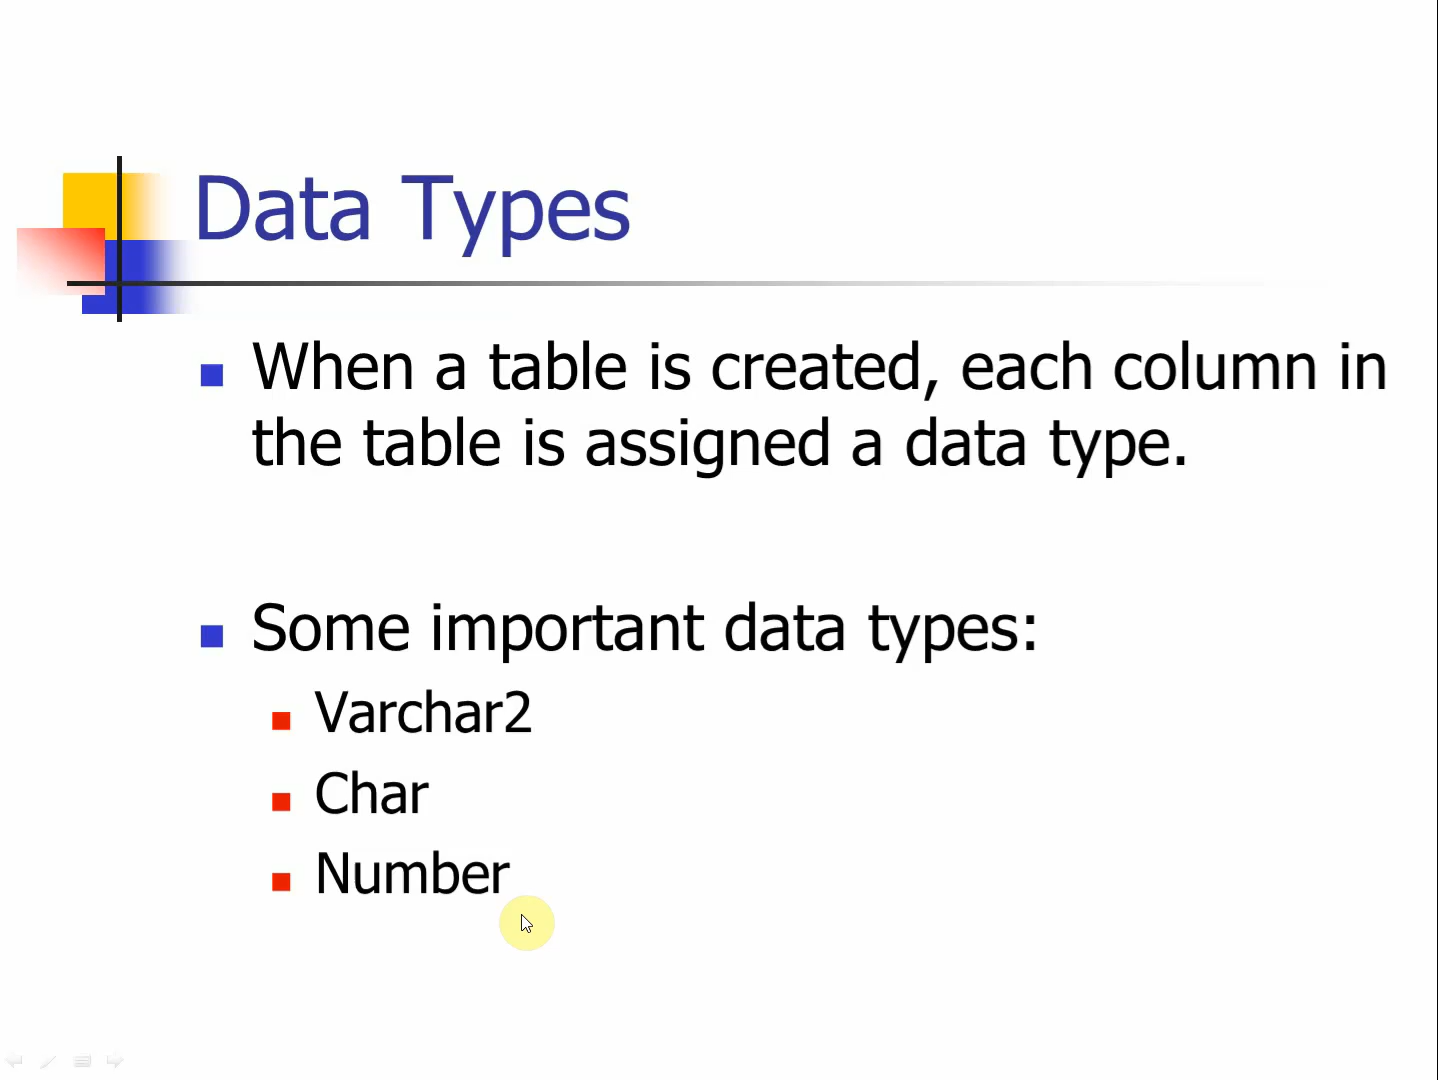 Data Types
When a table is created, each column in
the table is assigned a data type.
Some important data types:
Varchar2
Char
Number